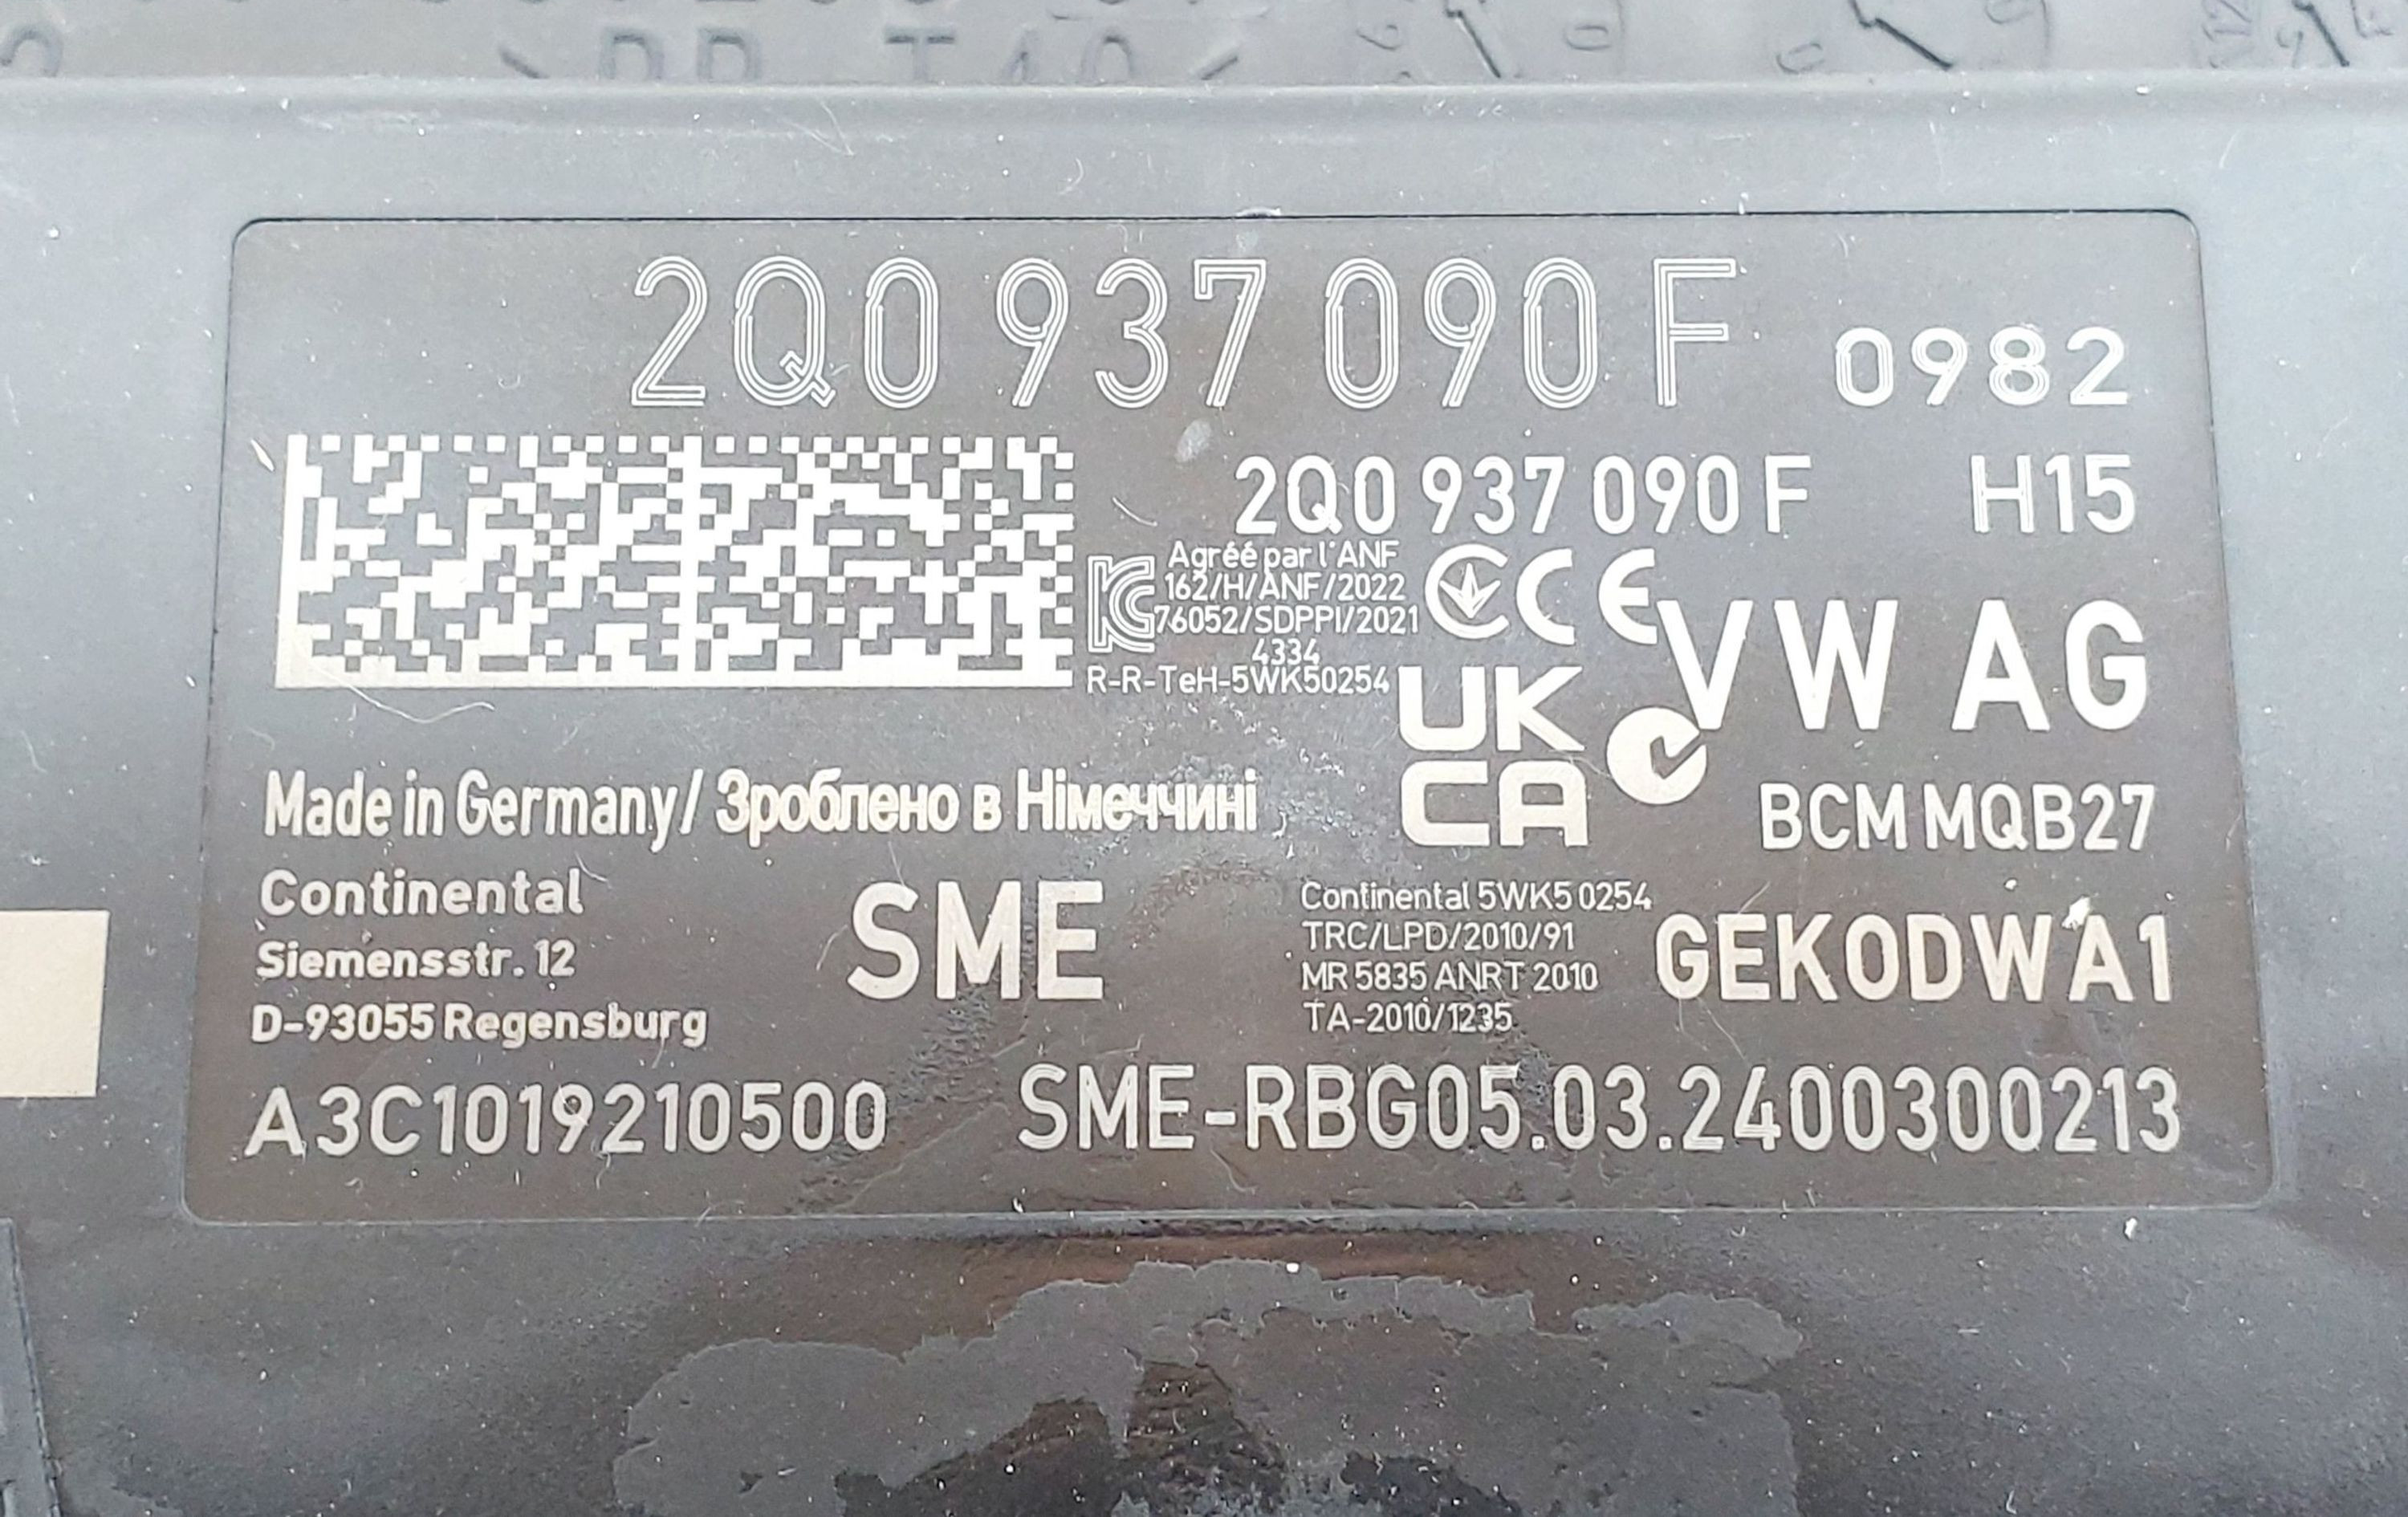 2Q0 937 090 F 0982
2Q0 937 090 F H15
Agréé par l'ANF
162/H/ANF/2022
76052/SDPPI/2021
4334
R-R-TeH-5WK50254
CE
VW AG
UK
CA
Made in Germany/ Зроблено в Німеччині
BCM MQB27
Continental
Siemensstr. 12
D-93055 Regensburg
SME
Continental 5WK5 0254
TRC/LPD/2010/91
MR 5835 ANRT 2010
TA-2010/1235
GEK0DWA1
A3C1019210500 SME-RBG05.03.2400300213